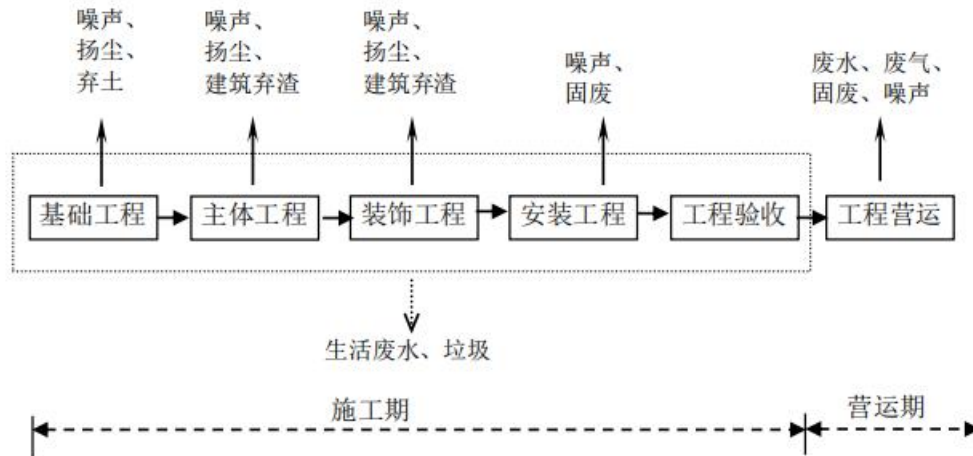 噪声、
扬尘、
弃土
噪声、
扬尘、
建筑弃渣
噪声、
扬尘、
建筑弃渣
噪声、
固废
废水、废气、
固废、噪声
基础工程
主体工程
装饰工程
安装工程
工程验收
工程营运
生活废水、垃圾
施工期
营运期